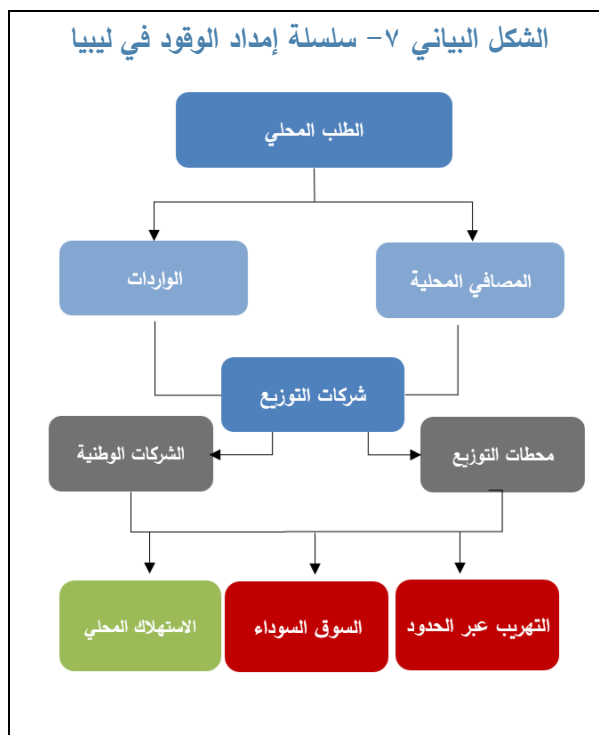 الشكل البياني ٧- سلسلة إمداد الوقود في ليبيا
الطلب المحلي
المصافي المحلية
الواردات
شركات التوزيع
محطات التوزيع
الشركات الوطنية
التهريب عبر الحدود
السوق السوداء
الاستهلاك المحلي